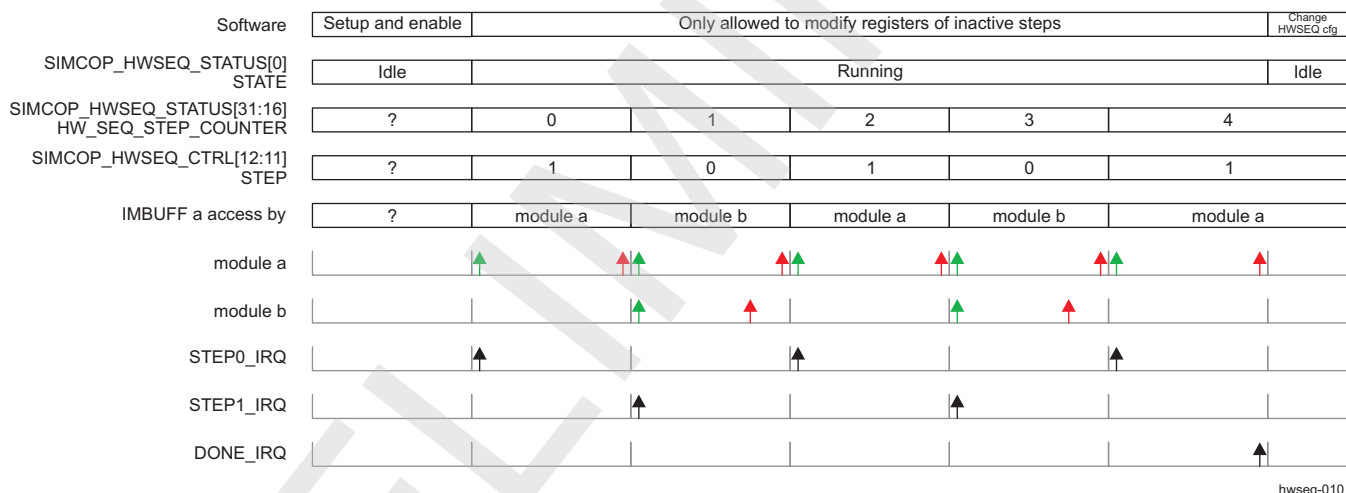 Software
Setup and enable
Only allowed to modify registers of inactive steps
Change
HWSEQ cfg
SIMCOP_HWSEQ_STATUS[0]
STATE
Idle
Running
Idle
SIMCOP_HWSEQ_STATUS[31:16]
HW_SEQ_STEP_COUNTER
?
0
1
2
3
4
SIMCOP_HWSEQ_CTRL[12:11]
STEP
?
1
0
1
0
1
IMBUFF a access by
?
module a
module b
module a
module b
module a
module a
module b
STEP0_IRQ
STEP1_IRQ
DONE_IRQ
hwseq-010